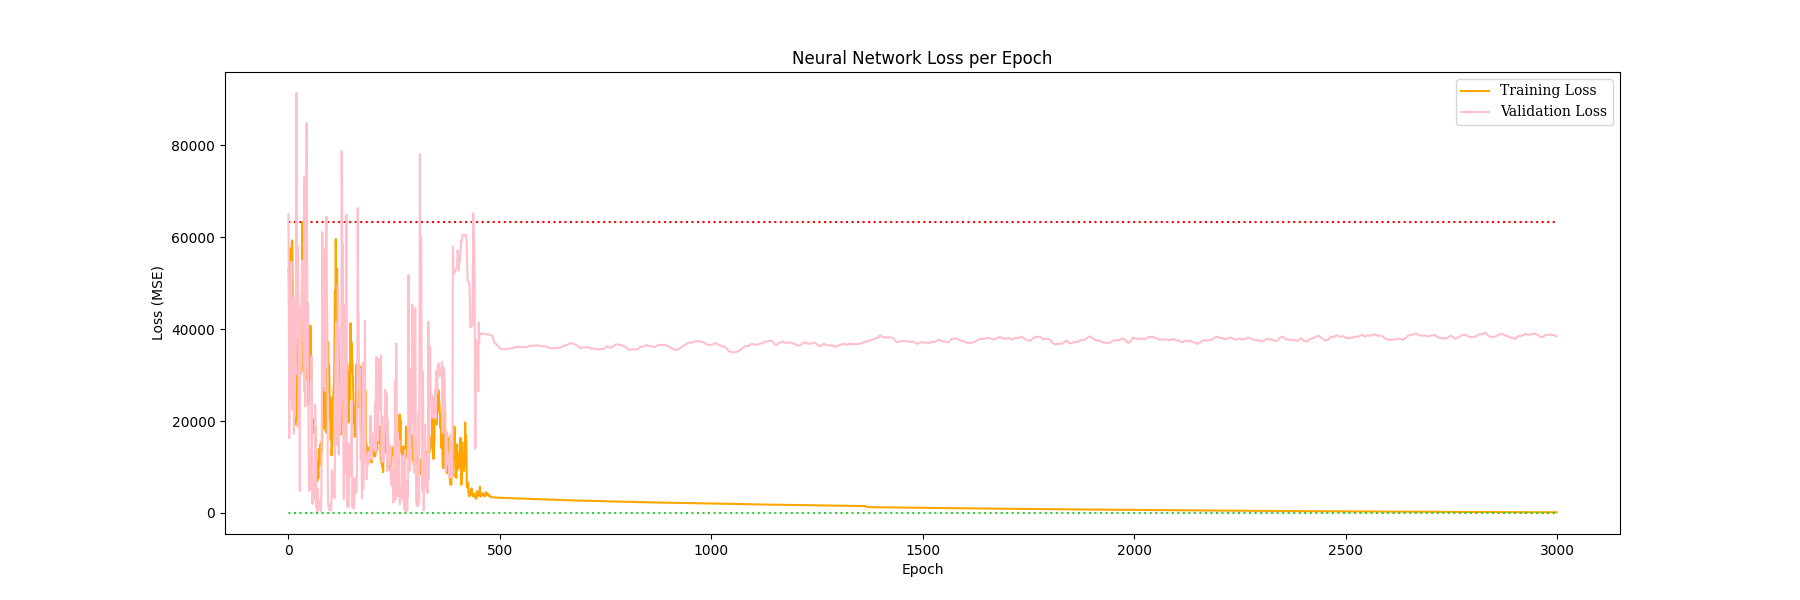 Neural Network Loss per Epoch
Training Loss
Validation Loss
80000
60000
40000
20000
0
Loss (MSE)
0 500 1000 1500 2000 2500 3000
Epoch